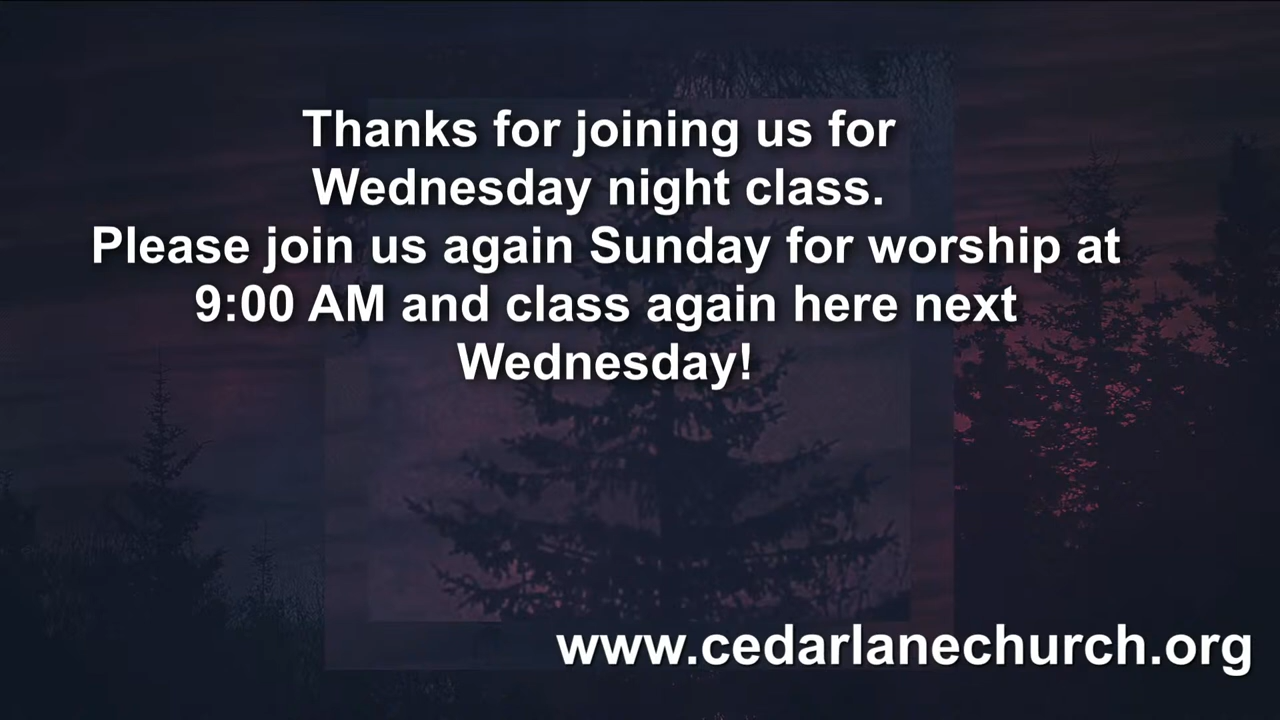 Thanks for joining us for
Wednesday night class.
Please join us again Sunday for worship at
9:00 AM and class again here next
Wednesday!
www.cedarlanechurch.org